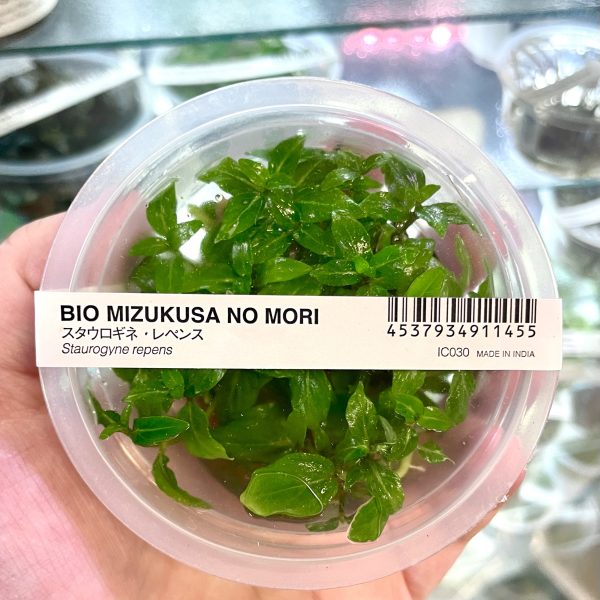 BIO MIZUKUSA NO MORI
スタウロギネ・レペンス
Staurogyne repens
4537934911455
IC030 MADE IN INDIA